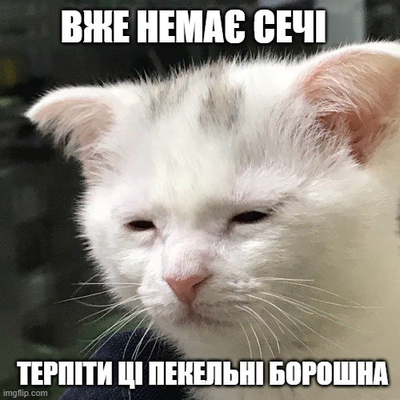 ВЖЕ НЕМАЄ СЕЧІ
ТЕРПІТИ ЦІ ПЕКЕЛЬНІ БОРОШНА
imgflip.com